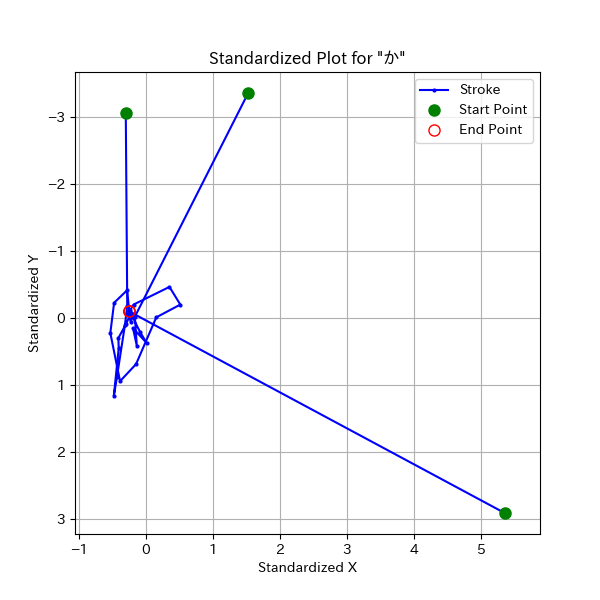 Standardized Plot for "か"
Stroke
Start Point
End Point
Standardized Y
−3
−2
−1
0
1
2
3
−1 0 1 2 3 4 5
Standardized X